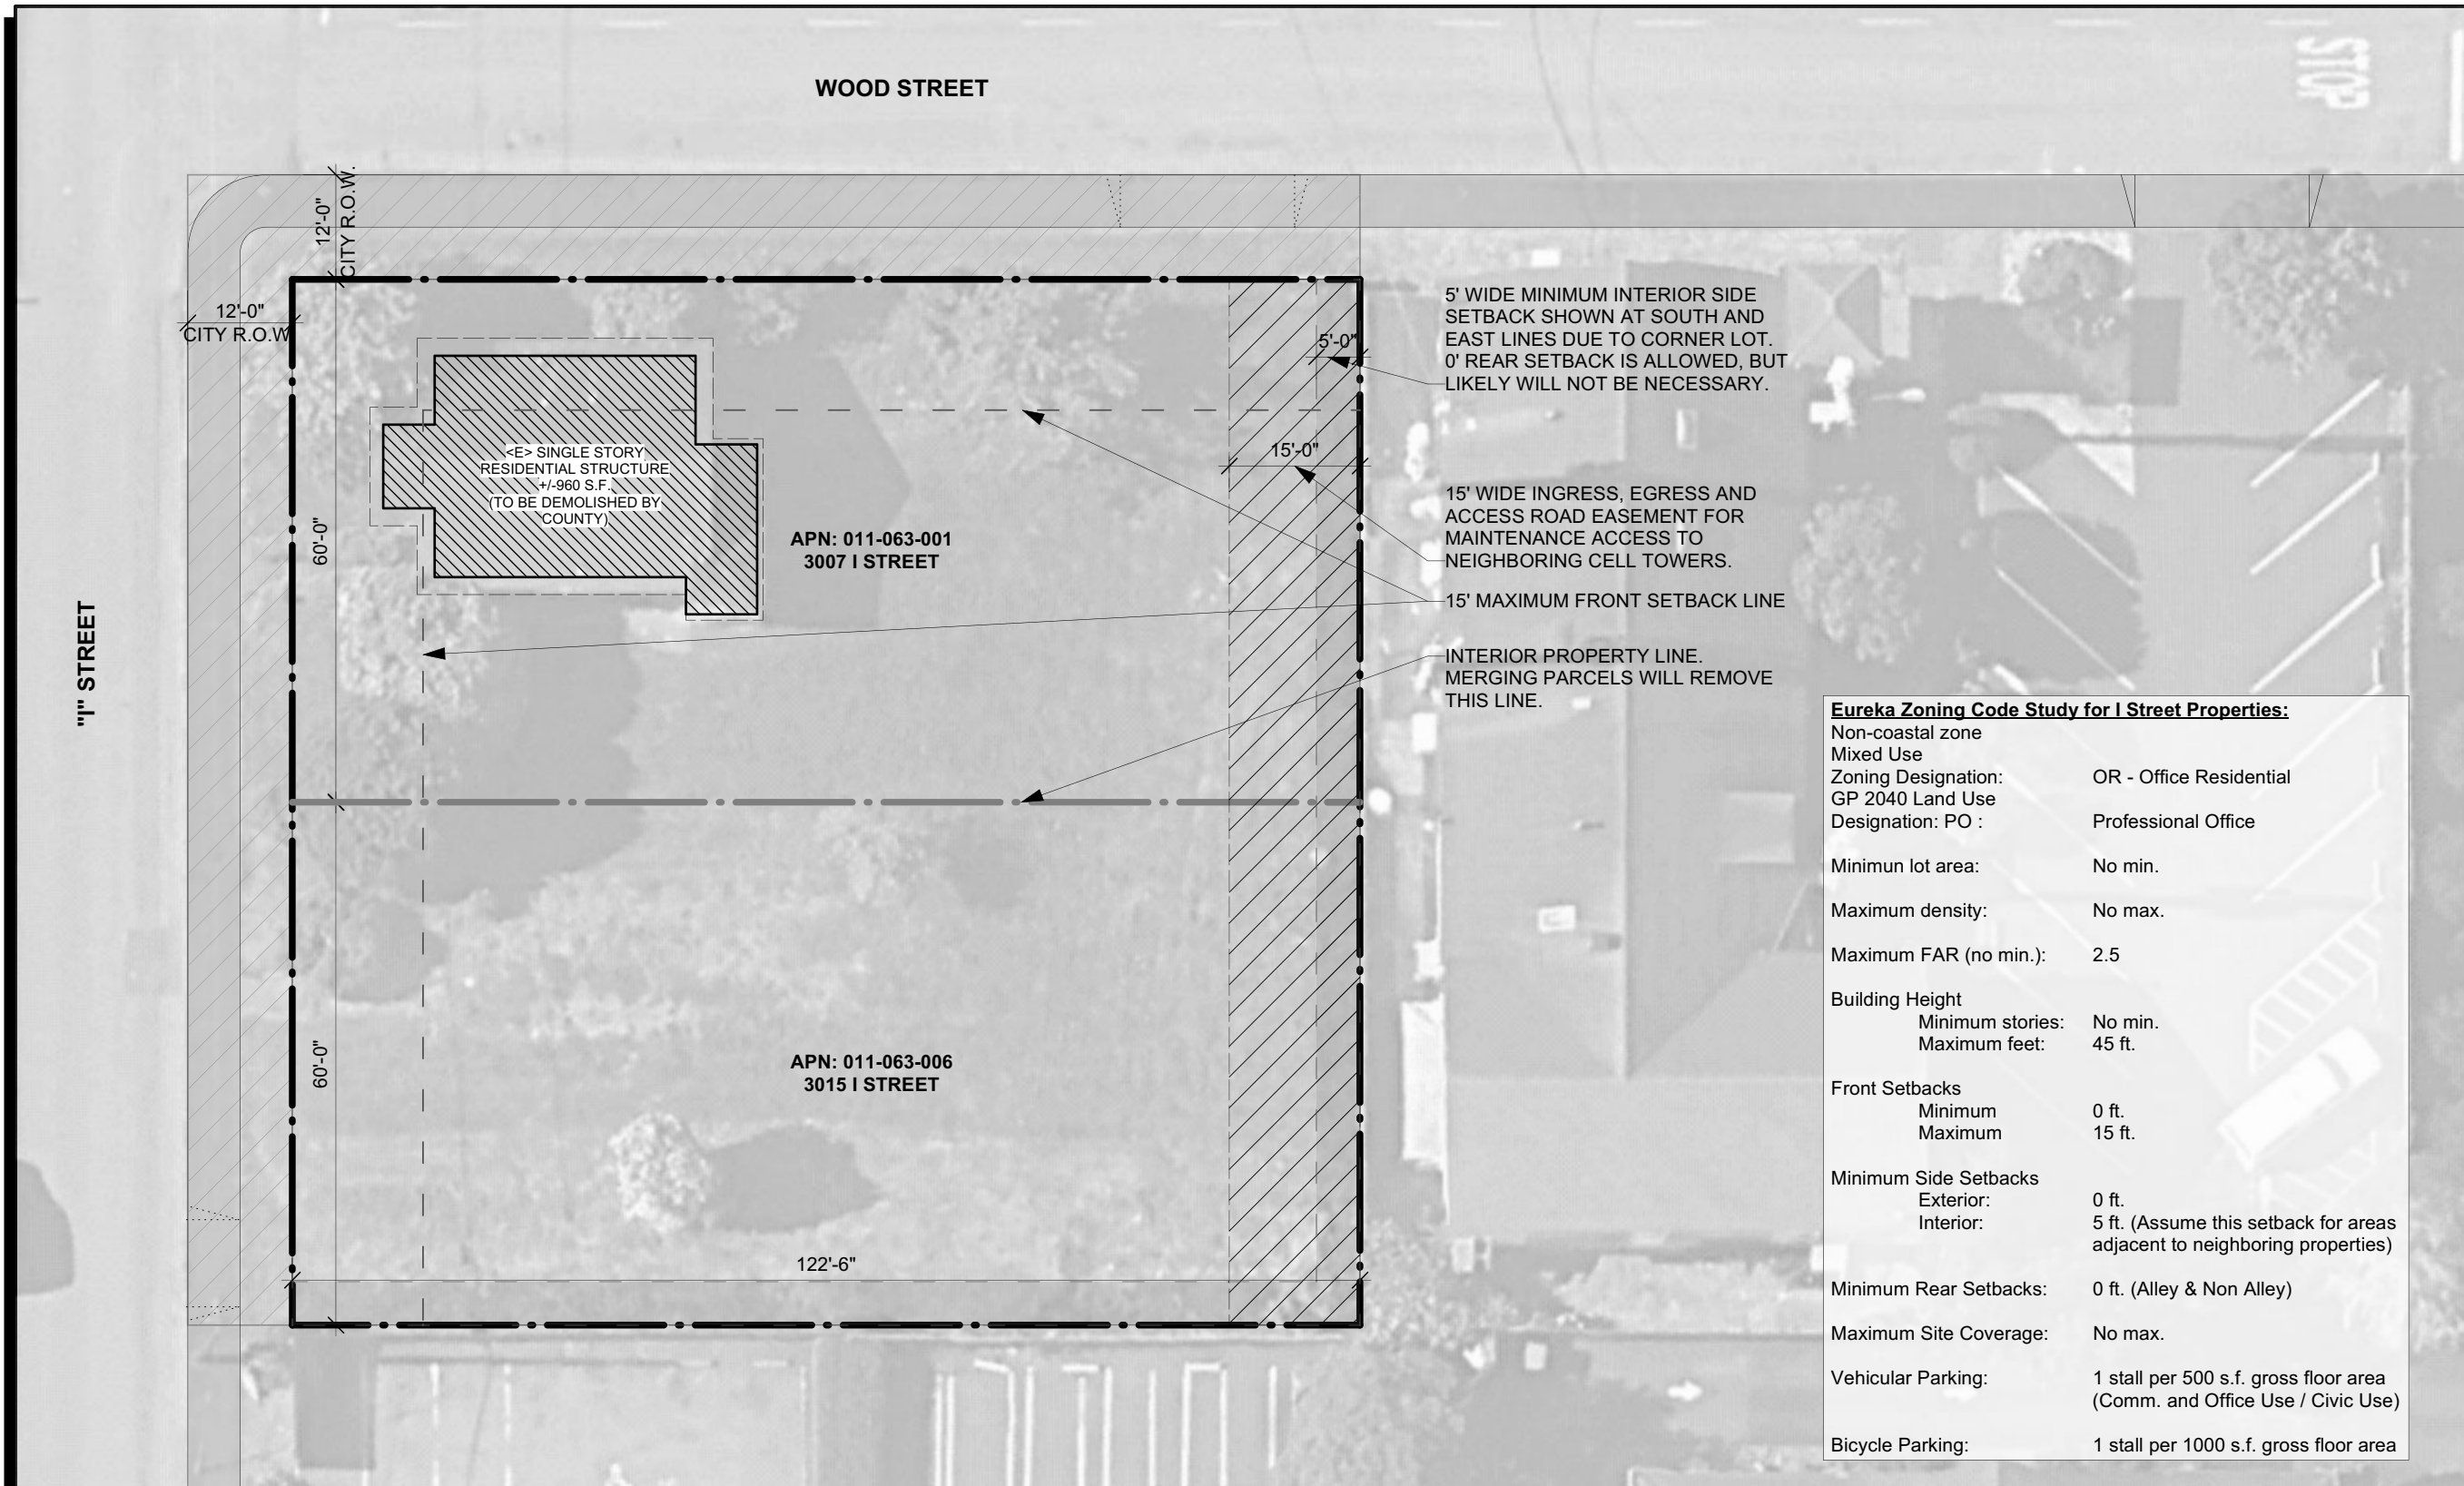 WOOD STREET
STOP
12'-0"
CITY R.O.W.
12'-0"
CITY R.O.W.
5' WIDE MINIMUM INTERIOR SIDE
SETBACK SHOWN AT SOUTH AND
EAST LINES DUE TO CORNER LOT.
0' REAR SETBACK IS ALLOWED, BUT
LIKELY WILL NOT BE NECESSARY.
5'-0"
15'-0"
<E> SINGLE STORY
RESIDENTIAL STRUCTURE
+/-960 S.F.
(TO BE DEMOLISHED BY
COUNTY)
15' WIDE INGRESS, EGRESS AND
ACCESS ROAD EASEMENT FOR
MAINTENANCE ACCESS TO
NEIGHBORING CELL TOWERS.
60'-0"
APN: 011-063-001
3007 I STREET
15' MAXIMUM FRONT SETBACK LINE
"I" STREET
INTERIOR PROPERTY LINE.
MERGING PARCELS WILL REMOVE
THIS LINE.
60'-0"
APN: 011-063-006
3015 I STREET
122'-6"
Eureka Zoning Code Study for I Street Properties:
Non-coastal zone
Mixed Use
Zoning Designation: OR - Office Residential
GP 2040 Land Use
Designation: PO : Professional Office
Minimun lot area: No min.
Maximum density: No max.
Maximum FAR (no min.): 2.5
Building Height
Minimum stories: No min.
Maximum feet: 45 ft.
Front Setbacks
Minimum 0 ft.
Maximum 15 ft.
Minimum Side Setbacks
Exterior: 0 ft.
Interior: 5 ft. (Assume this setback for areas
adjacent to neighboring properties)
Minimum Rear Setbacks: 0 ft. (Alley & Non Alley)
Maximum Site Coverage: No max.
Vehicular Parking: 1 stall per 500 s.f. gross floor area
(Comm. and Office Use / Civic Use)
Bicycle Parking: 1 stall per 1000 s.f. gross floor area